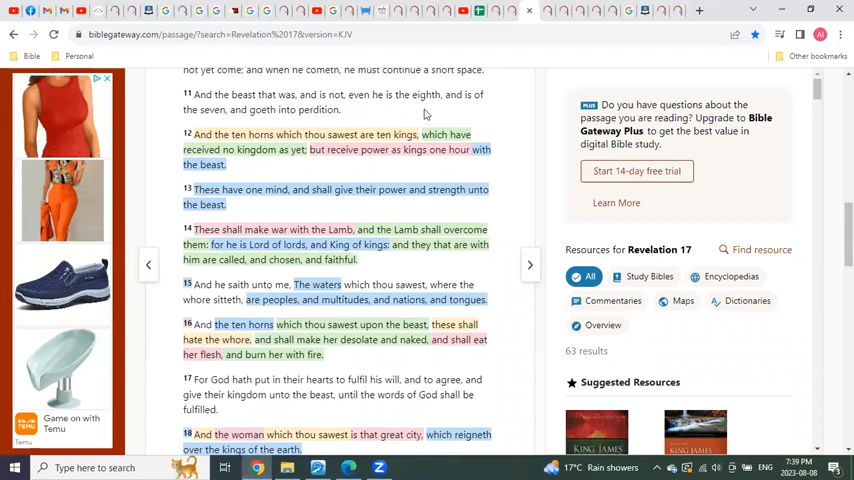 biblegateway.com/passage/?search=Revelation%2017&version=KJV
AI
Bible
Personal
Other bookmarks
not yet come; and when he cometh, he must continue a short space.
11 And the beast that was, and is not, even he is the eighth, and is of
the seven, and goeth into perdition.
12 And the ten horns which thou sawest are ten kings, which have
received no kingdom as yet; but receive power as kings one hour with
the beast.
13 These have one mind, and shall give their power and strength unto
the beast.
14 These shall make war with the Lamb, and the Lamb shall overcome
them: for he is Lord of lords, and King of kings: and they that are with
him are called, and chosen, and faithful.
15 And he saith unto me, The waters which thou sawest, where the
whore sitteth, are peoples, and multitudes, and nations, and tongues.
16 And the ten horns which thou sawest upon the beast, these shall
hate the whore, and shall make her desolate and naked, and shall eat
her flesh, and burn her with fire.
17 For God hath put in their hearts to fulfil his will, and to agree, and
give their kingdom unto the beast, until the words of God shall be
fulfilled.
18 And the woman which thou sawest is that great city, which reigneth
over the kings of the earth.
Game on with
Temu
Temu
PLUS Do you have questions about the
passage you are reading? Upgrade to Bible
Gateway Plus to get the best value in
digital Bible study.
Start 14-day free trial
Learn More
Resources for Revelation 17
Find resource
All
Study Bibles
Encyclopedias
Commentaries
Maps
Dictionaries
Overview
63 results
Suggested Resources
KING JAMES
KING JAMES
Type here to search
17°C Rain showers
ENG
7:39 PM
2023-08-08